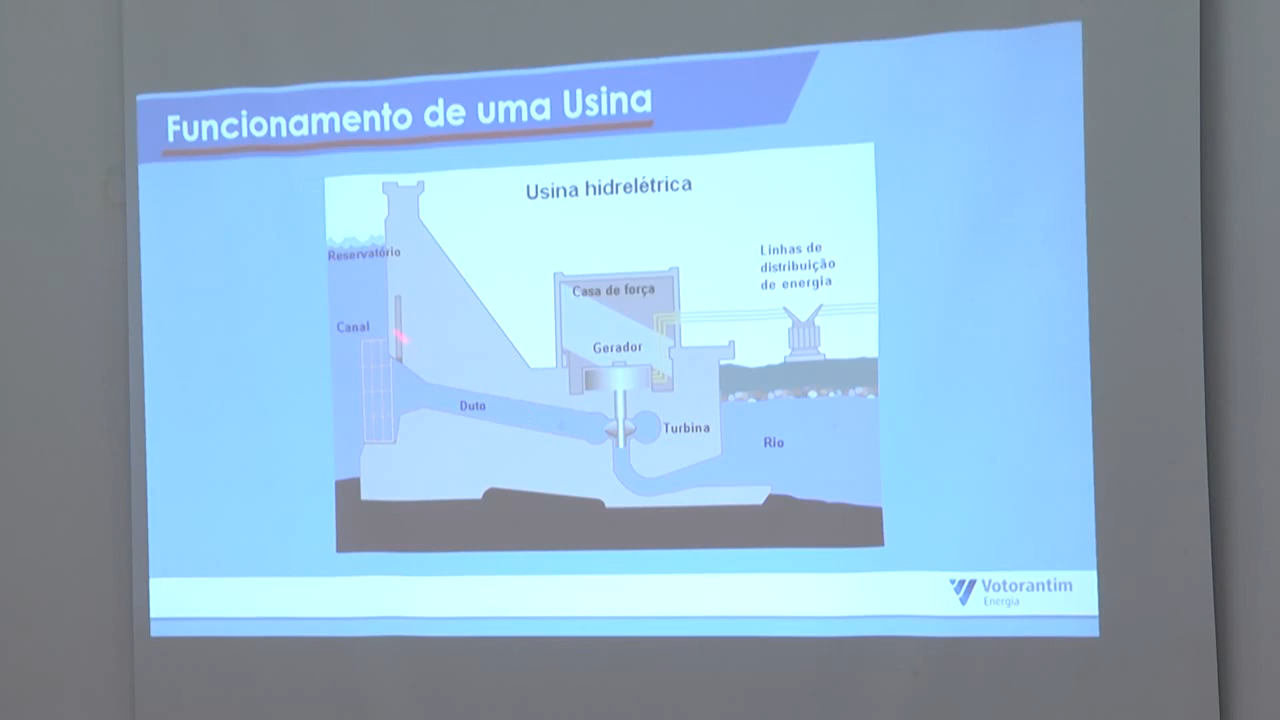 Funcionamento de uma Usina
Usina hidrelétrica
Reservatório
Linhas de
distribuição
de energia
Casa de força
Canal
Gerador
Duto
Turbina
Rio
Votorantim
Energia